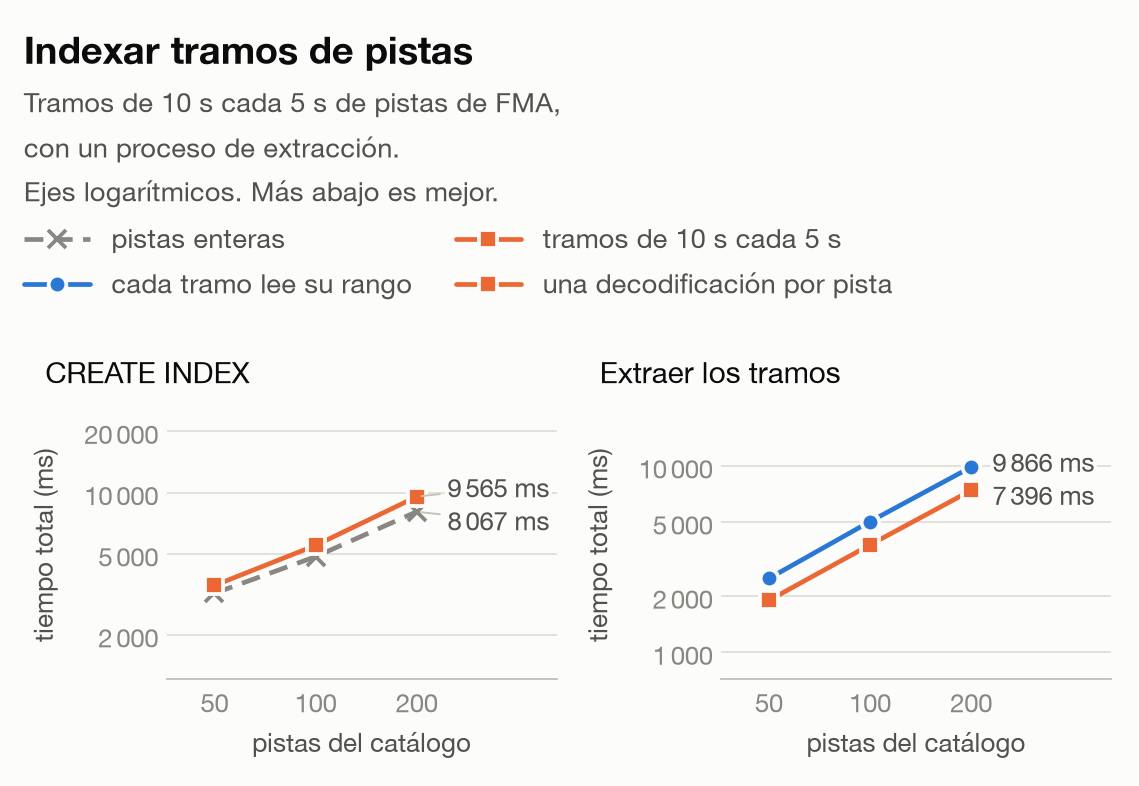 Indexar tramos de pistas
Tramos de 10 s cada 5 s de pistas de FMA,
con un proceso de extracción.
Ejes logarítmicos. Más abajo es mejor.
pistas enteras
tramos de 10 s cada 5 s
cada tramo lee su rango
una decodificación por pista
CREATE INDEX
tiempo total (ms)
20 000
10 000
5 000
2 000
9 565 ms
8 067 ms
50
100
200
pistas del catálogo
Extraer los tramos
tiempo total (ms)
10 000
5 000
2 000
1 000
9 866 ms
7 396 ms
50
100
200
pistas del catálogo